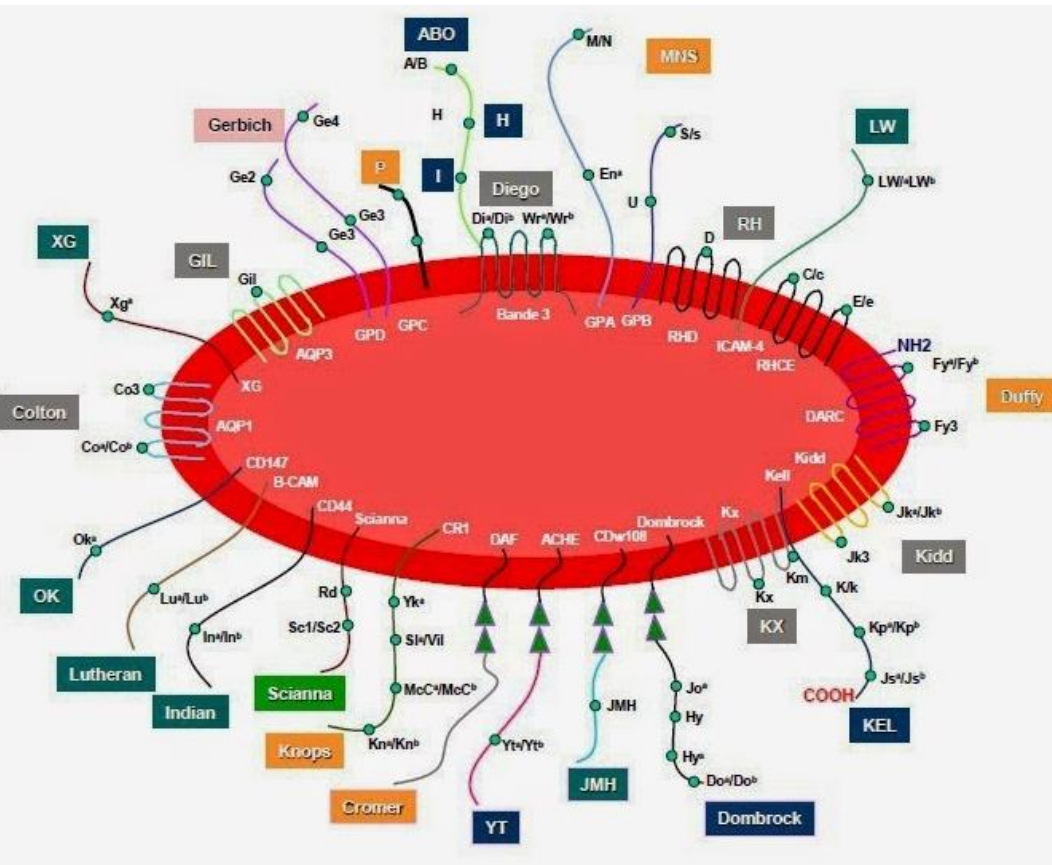 ABO
A/B
H
H
I
M/N
MNS
Enᵃ
S/s
U
Gerbich
Ge4
Ge2
Ge3
Ge3
P
Diego
Diᵃ/Diᵇ
Wrᵃ/Wrᵇ
LW
LW/ᵃLWᵇ
RH
D
C/c
E/e
XG
Xgᵃ
GIL
Gil
AQP3
GPD
GPC
Bande 3
GPA
GPB
RHD
ICAM-4
RHCE
NH2
Fyᵃ/Fyᵇ
Duffy
Fy3
DARC
XG
Colton
Co3
Coᵃ/Coᵇ
AQP1
CD147
B-CAM
CD44
Scianna
CR1
DAF
ACHE
CDw108
Dombrock
Kx
Kell
Kidd
Jkᵃ/Jkᵇ
Jk3
Kidd
Okᵃ
OK
Luᵃ/Luᵇ
Lutheran
Inᵃ/Inᵇ
Indian
Rd
Sc1/Sc2
Scianna
Ykᵃ
Slᵃ/Vil
McCᵃ/McCᵇ
Knᵃ/Knᵇ
Knops
Cromer
Ytᵃ/Ytᵇ
YT
JMH
JMH
Joᵃ
Hy
Hyᵃ
Doᵃ/Doᵇ
Dombrock
Kx
KX
Km
K/k
Kpᵃ/Kpᵇ
Jsᵃ/Jsᵇ
COOH
KEL